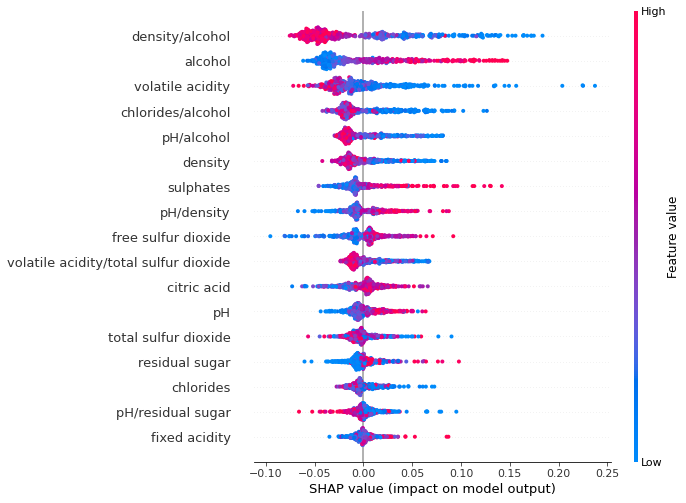 High
density/alcohol
alcohol
volatile acidity
chlorides/alcohol
pH/alcohol
density
sulphates
pH/density
free sulfur dioxide
volatile acidity/total sulfur dioxide
citric acid
pH
total sulfur dioxide
residual sugar
chlorides
pH/residual sugar
fixed acidity
Feature value
Low
−0.10 −0.05 0.00 0.05 0.10 0.15 0.20 0.25
SHAP value (impact on model output)